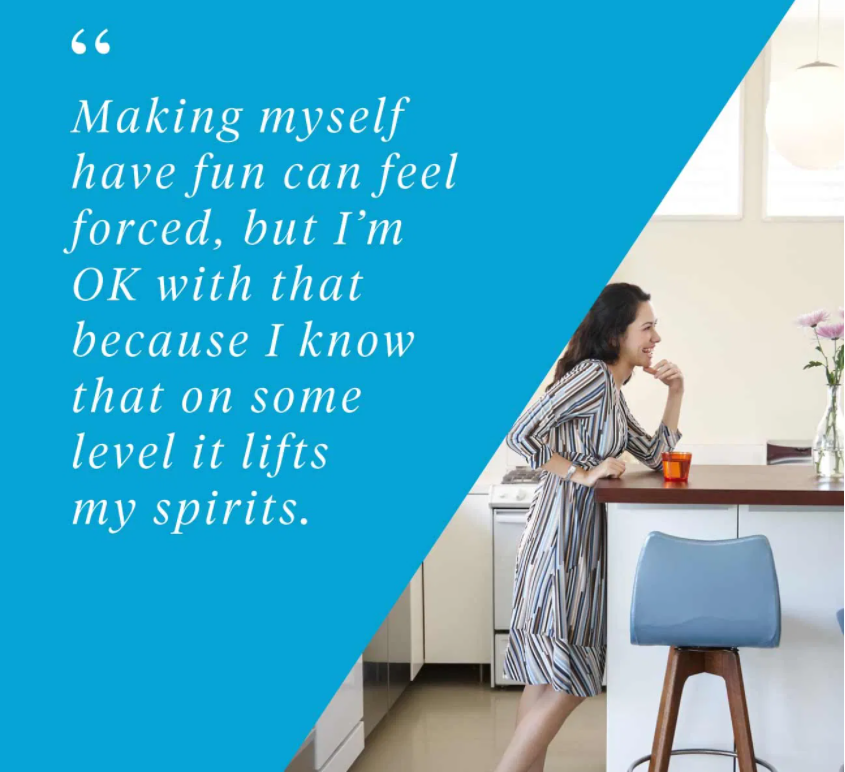 “
Making myself
have fun can feel
forced, but I’m
OK with that
because I know
that on some
level it lifts
my spirits.